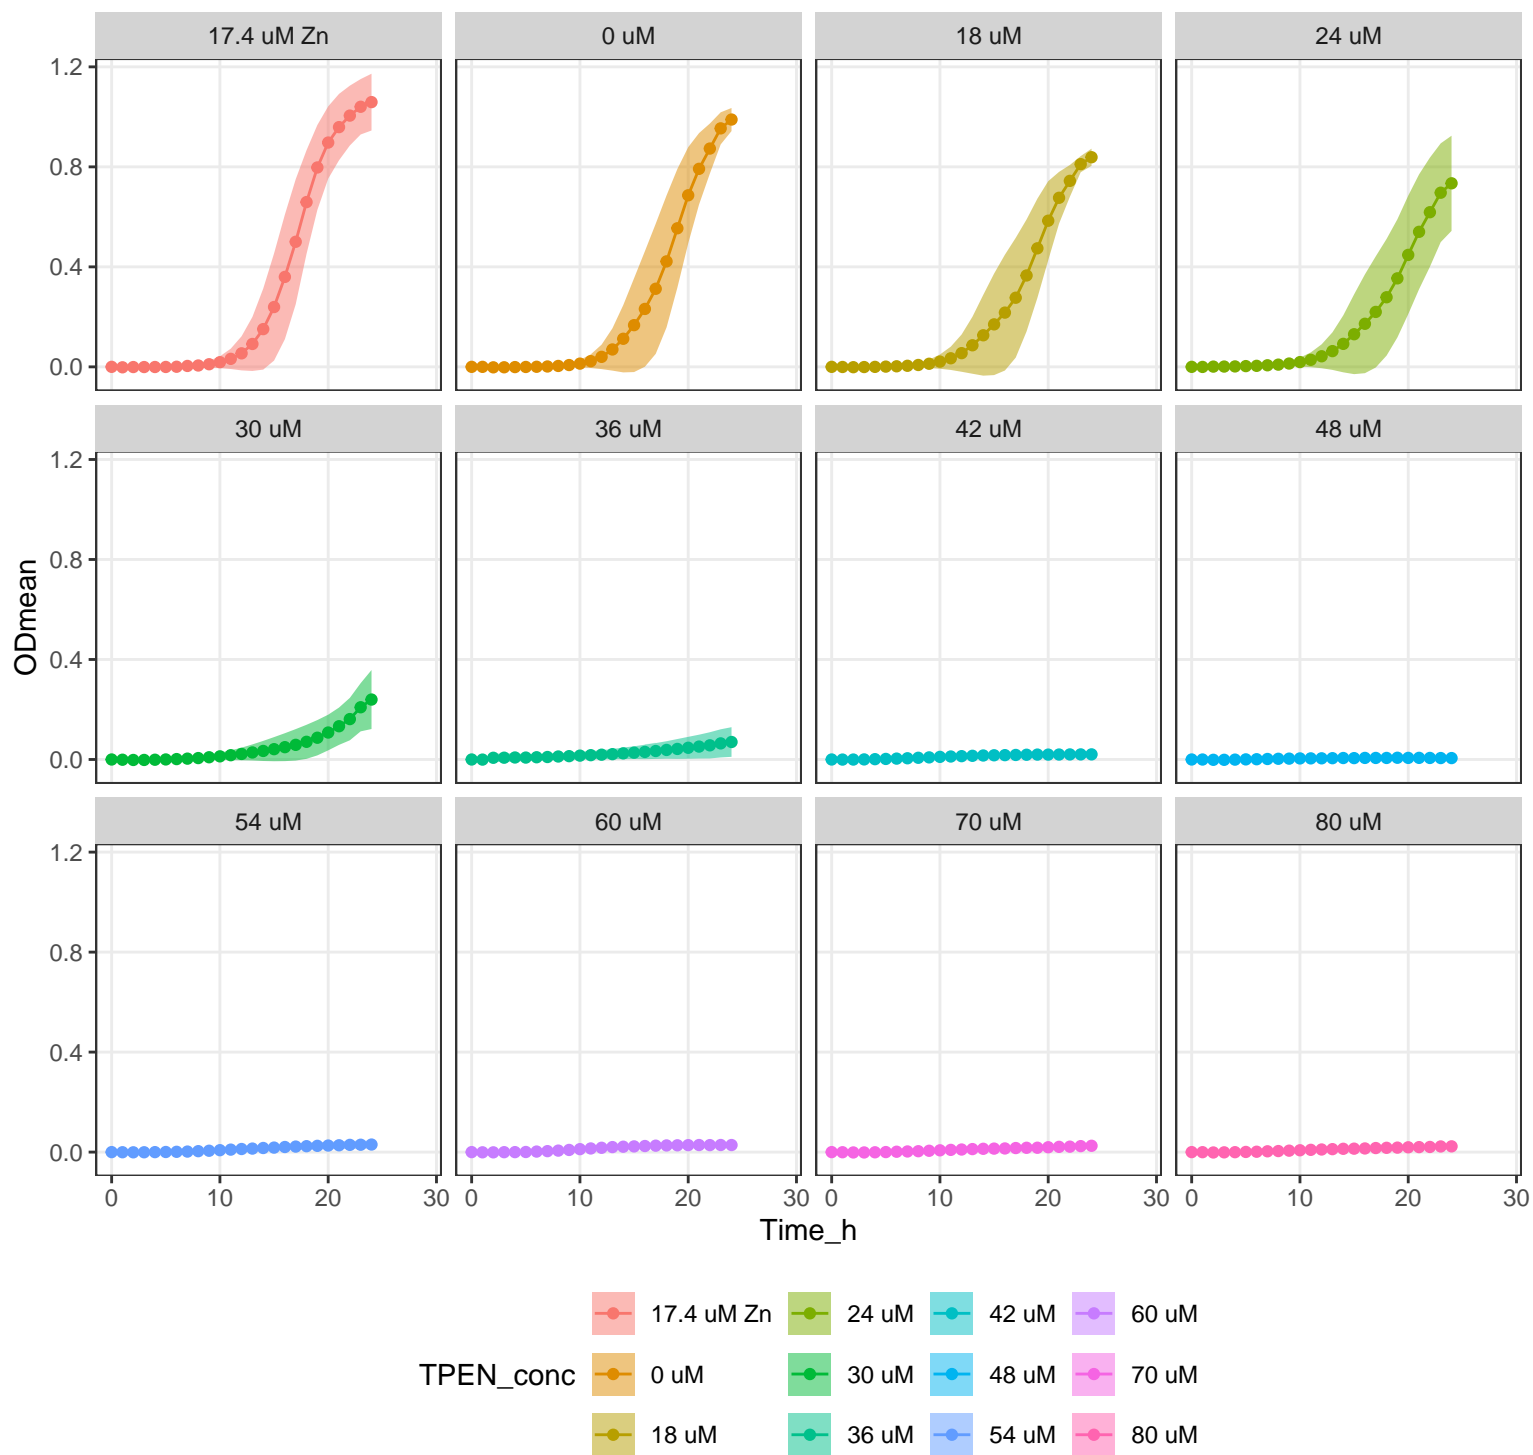 17.4 uM Zn 0 uM 18 uM 24 uM
1.2
0.8
0.4
0.0
30 uM 36 uM 42 uM 48 uM
1.2
0.8
0.4
0.0
ODmean
54 uM 60 uM 70 uM 80 uM
1.2
0.8
0.4
0.0
0 10 20 30 0 10 20 30 0 10 20 30 0 10 20 30
Time_h
17.4 uM Zn 24 uM 42 uM 60 uM
TPEN_conc 0 uM 30 uM 48 uM 70 uM
18 uM 36 uM 54 uM 80 uM